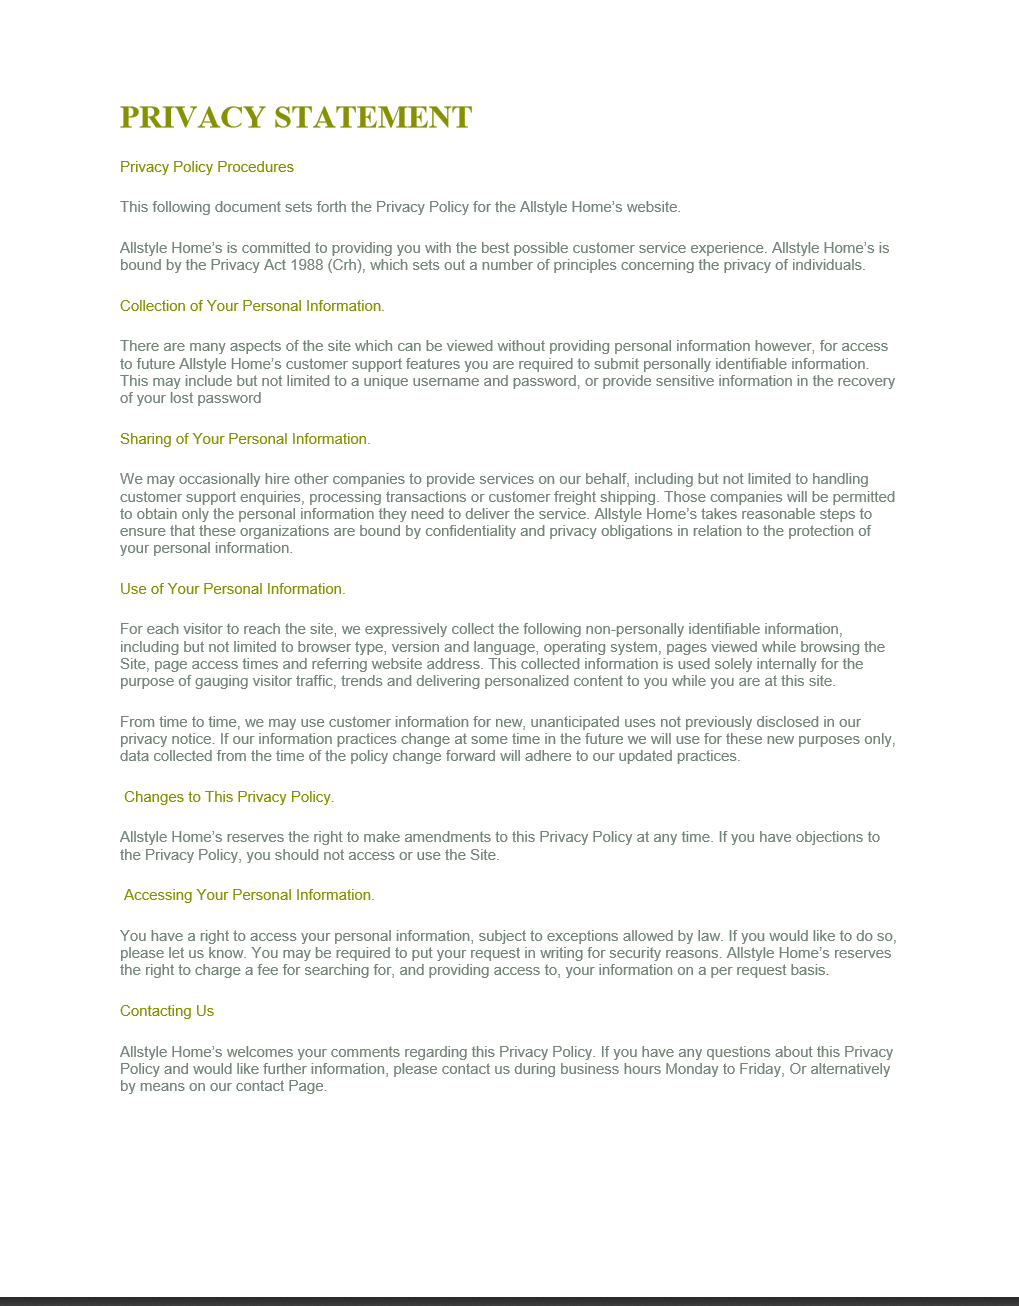 PRIVACY STATEMENT
Privacy Policy Procedures
This following document sets forth the Privacy Policy for the Allstyle Home’s website.
Allstyle Home’s is committed to providing you with the best possible customer service experience. Allstyle Home’s is
bound by the Privacy Act 1988 (Crh), which sets out a number of principles concerning the privacy of individuals.
Collection of Your Personal Information.
There are many aspects of the site which can be viewed without providing personal information however, for access
to future Allstyle Home’s customer support features you are required to submit personally identifiable information.
This may include but not limited to a unique username and password, or provide sensitive information in the recovery
of your lost password
Sharing of Your Personal Information.
We may occasionally hire other companies to provide services on our behalf, including but not limited to handling
customer support enquiries, processing transactions or customer freight shipping. Those companies will be permitted
to obtain only the personal information they need to deliver the service. Allstyle Home’s takes reasonable steps to
ensure that these organizations are bound by confidentiality and privacy obligations in relation to the protection of
your personal information.
Use of Your Personal Information.
For each visitor to reach the site, we expressively collect the following non-personally identifiable information,
including but not limited to browser type, version and language, operating system, pages viewed while browsing the
Site, page access times and referring website address. This collected information is used solely internally for the
purpose of gauging visitor traffic, trends and delivering personalized content to you while you are at this site.
From time to time, we may use customer information for new, unanticipated uses not previously disclosed in our
privacy notice. If our information practices change at some time in the future we will use for these new purposes only,
data collected from the time of the policy change forward will adhere to our updated practices.
Changes to This Privacy Policy.
Allstyle Home’s reserves the right to make amendments to this Privacy Policy at any time. If you have objections to
the Privacy Policy, you should not access or use the Site.
Accessing Your Personal Information.
You have a right to access your personal information, subject to exceptions allowed by law. If you would like to do so,
please let us know. You may be required to put your request in writing for security reasons. Allstyle Home’s reserves
the right to charge a fee for searching for, and providing access to, your information on a per request basis.
Contacting Us
Allstyle Home’s welcomes your comments regarding this Privacy Policy. If you have any questions about this Privacy
Policy and would like further information, please contact us during business hours Monday to Friday, Or alternatively
by means on our contact Page.